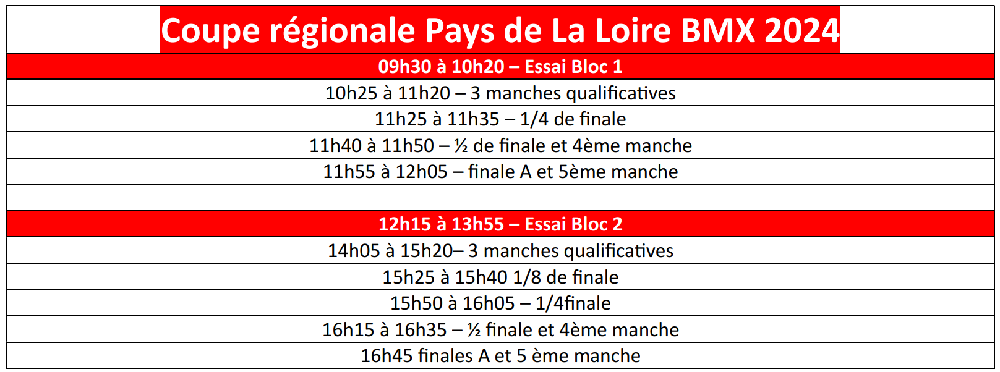 Coupe régionale Pays de La Loire BMX 2024
09h30 à 10h20 – Essai Bloc 1
10h25 à 11h20 – 3 manches qualificatives
11h25 à 11h35 – 1/4 de finale
11h40 à 11h50 – ½ de finale et 4ème manche
11h55 à 12h05 – finale A et 5ème manche
12h15 à 13h55 – Essai Bloc 2
14h05 à 15h20– 3 manches qualificatives
15h25 à 15h40 1/8 de finale
15h50 à 16h05 – 1/4finale
16h15 à 16h35 – ½ finale et 4ème manche
16h45 finales A et 5 ème manche